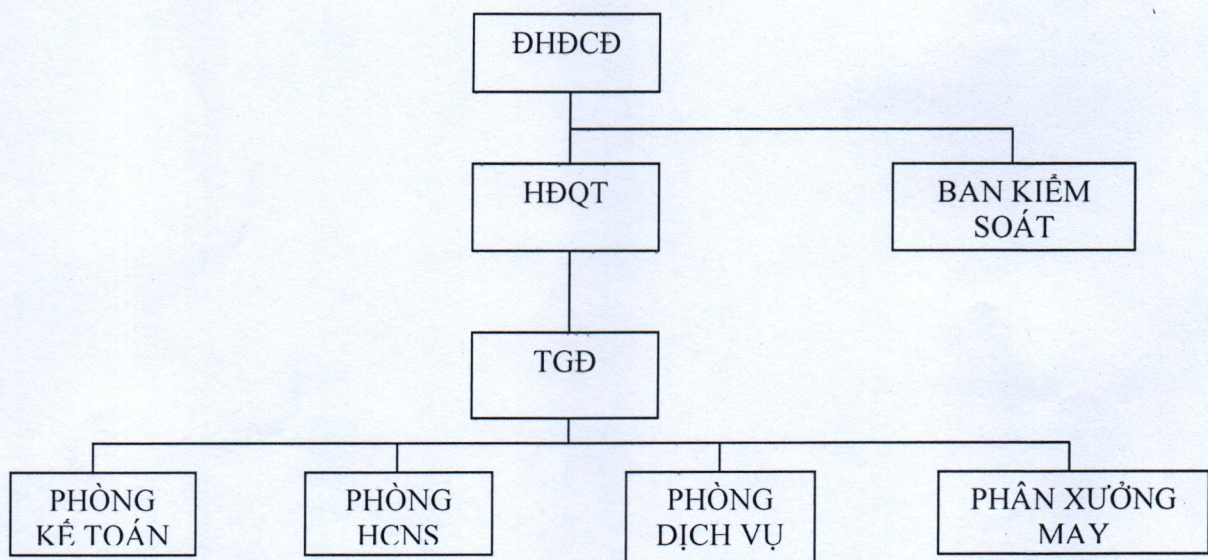 ĐHĐCĐ
HĐQT
BAN KIỂM
SOÁT
TGĐ
PHÒNG
KẾ TOÁN
PHÒNG
HCNS
PHÒNG
DỊCH VỤ
PHÂN XƯỞNG
MAY